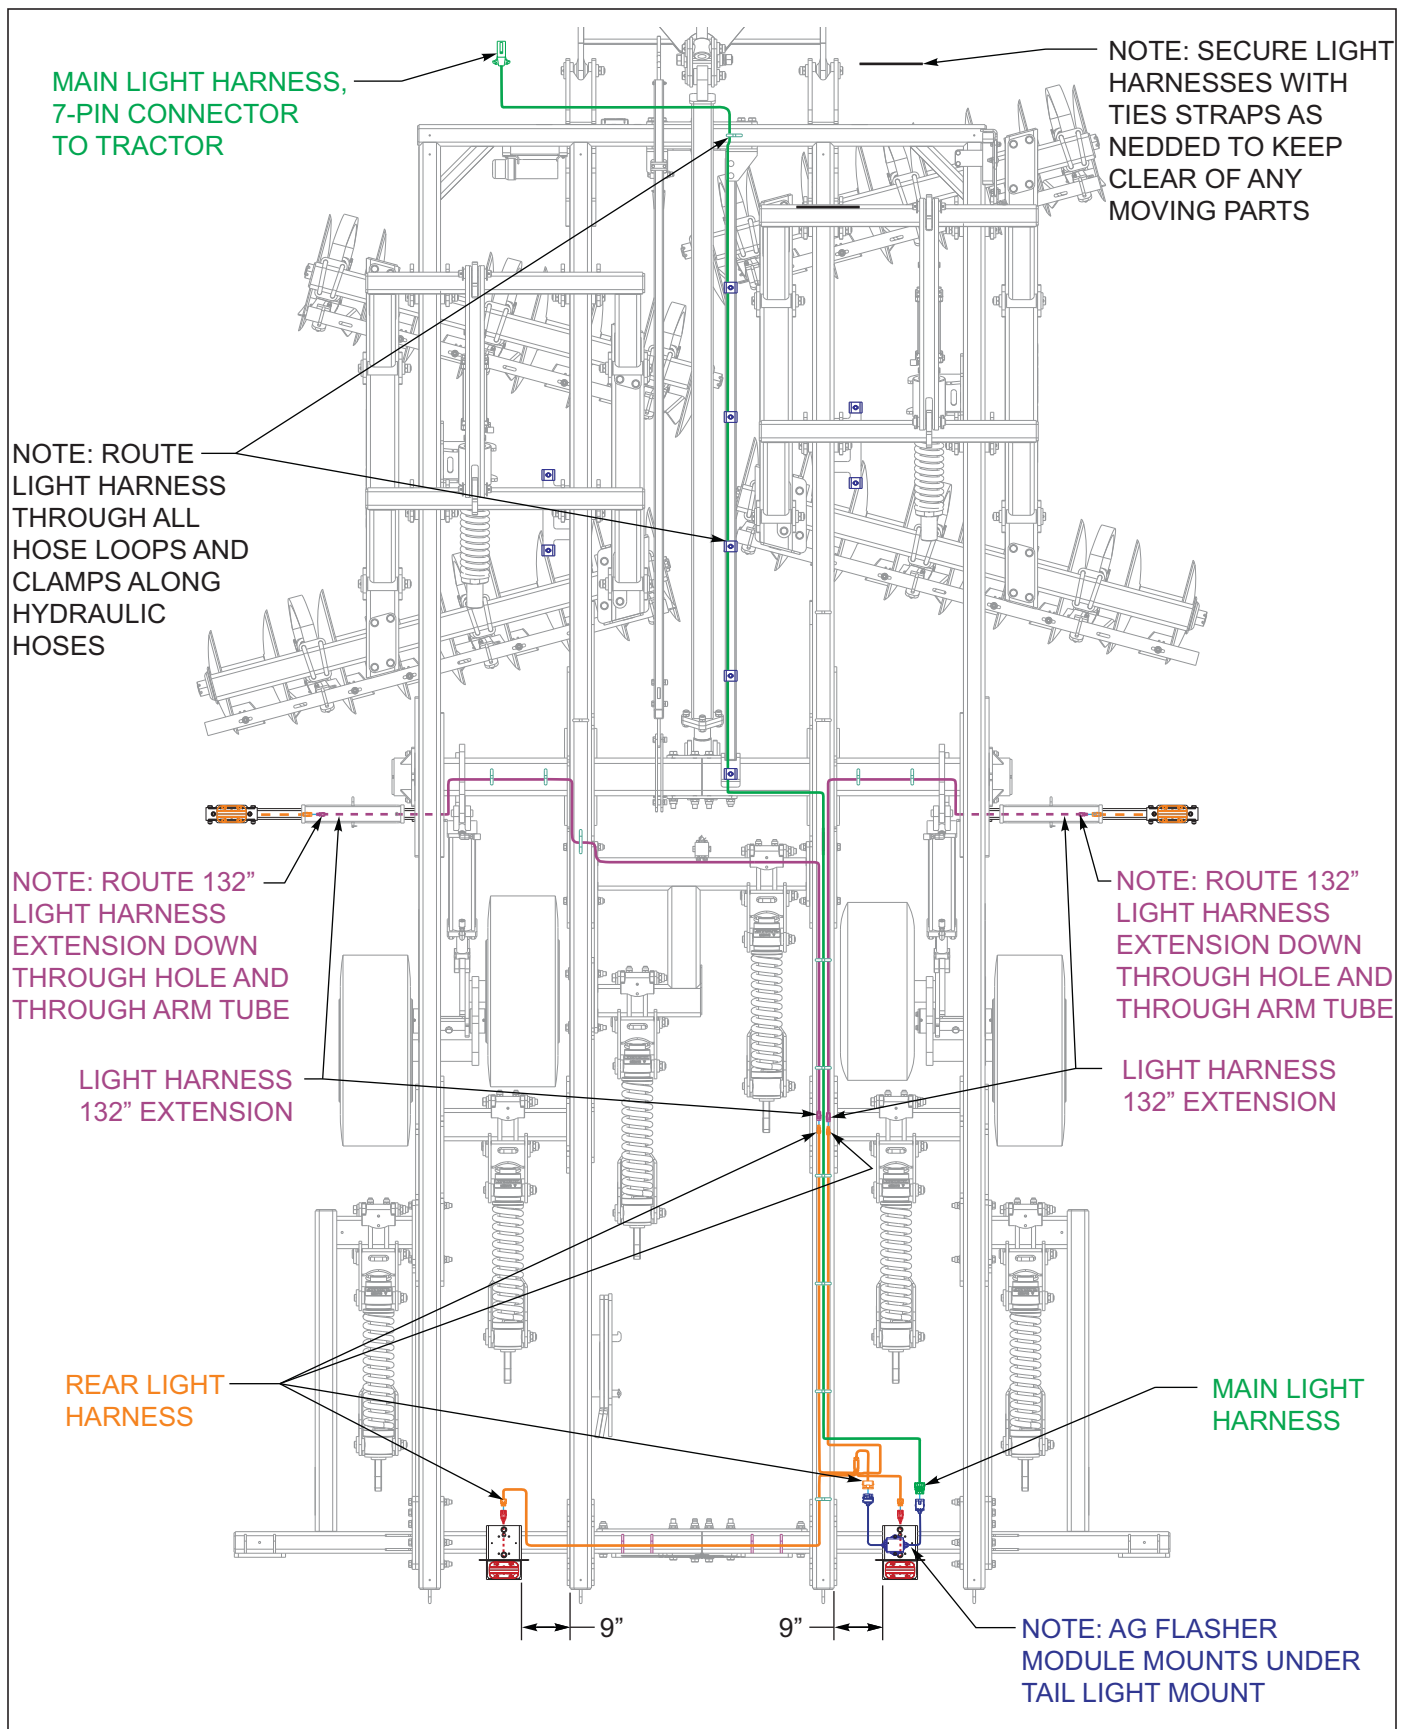 MAIN LIGHT HARNESS,
7-PIN CONNECTOR
TO TRACTOR
NOTE: SECURE LIGHT
HARNESSES WITH
TIES STRAPS AS
NEDDED TO KEEP
CLEAR OF ANY
MOVING PARTS
NOTE: ROUTE
LIGHT HARNESS
THROUGH ALL
HOSE LOOPS AND
CLAMPS ALONG
HYDRAULIC
HOSES
NOTE: ROUTE 132”
LIGHT HARNESS
EXTENSION DOWN
THROUGH HOLE AND
THROUGH ARM TUBE
NOTE: ROUTE 132”
LIGHT HARNESS
EXTENSION DOWN
THROUGH HOLE AND
THROUGH ARM TUBE
LIGHT HARNESS
132” EXTENSION
LIGHT HARNESS
132” EXTENSION
REAR LIGHT
HARNESS
MAIN LIGHT
HARNESS
9”
9”
NOTE: AG FLASHER
MODULE MOUNTS UNDER
TAIL LIGHT MOUNT